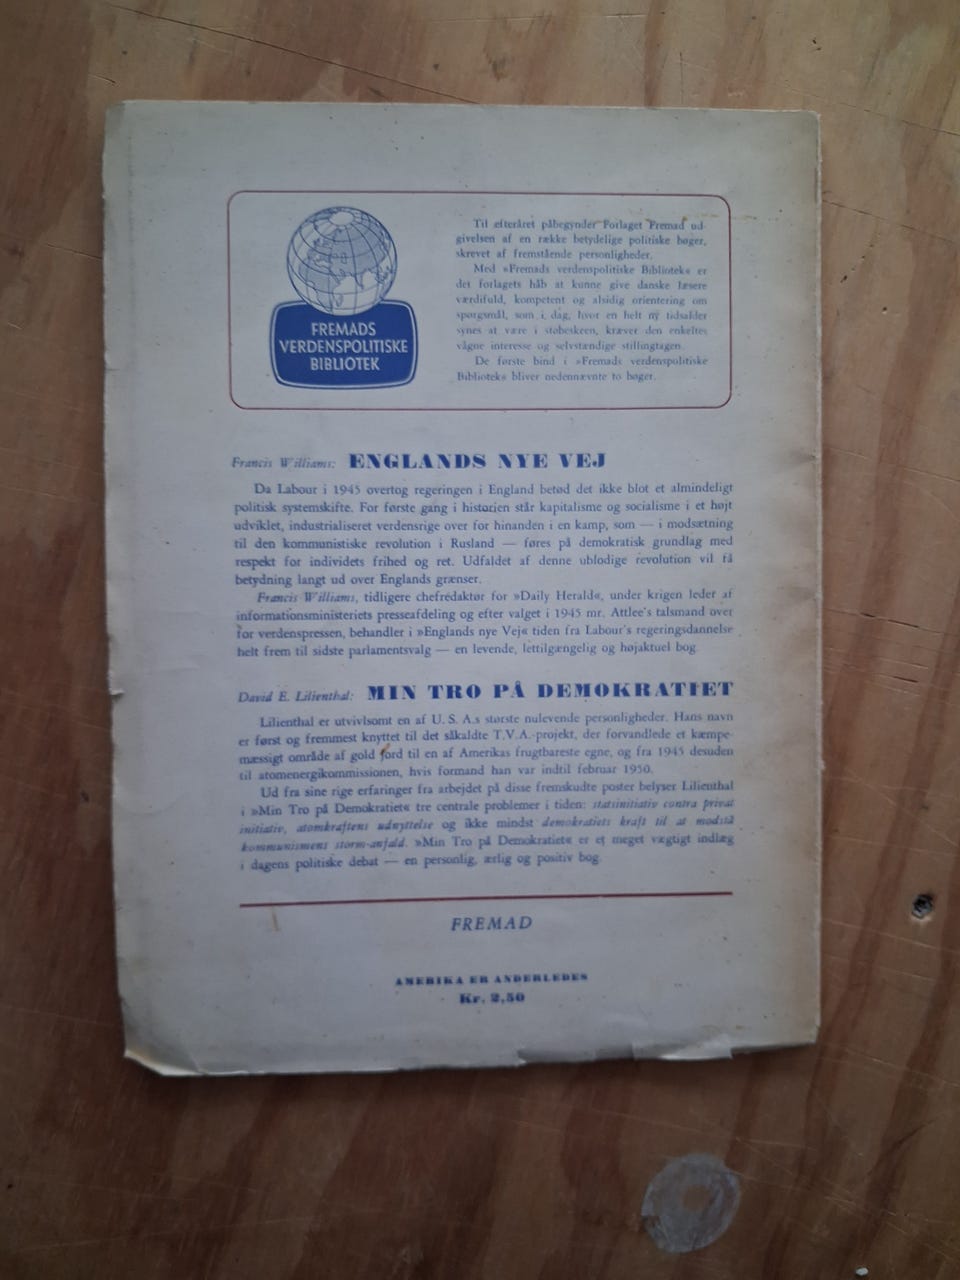 FREMADS
VERDENSPOLITISKE
BIBLIOTEK
Til efteråret påbegynder Forlaget Fremad ud-
givelsen af en række betydelige politiske bøger,
skrevet af fremstående personligheder.
Med »Fremads verdenspolitiske Bibliotek« er
det forlagets håb at kunne give danske læsere
værdifuld, kompetent og alsidig orientering om
spørgsmål, som i dag, hvor en helt ny tidsalder
synes at være i støbeskeen, kræver den enkeltes
vågne interesse og selvstændige stillingtagen.
De første bind i »Fremads verdenspolitiske
Bibliotek« bliver nedennævnte to bøger.
Francis Williams: ENGLANDS NYE VEJ
Da Labour i 1945 overtog regeringen i England betød det ikke blot et almindeligt
politisk systemskifte. For første gang i historien står kapitalisme og socialisme i et højt
udviklet, industrialiseret verdensrige over for hinanden i en kamp, som — i modsætning
til den kommunistiske revolution i Rusland — føres på demokratisk grundlag med
respekt for individets frihed og ret. Udfaldet af denne ublodige revolution vil få
betydning langt ud over Englands grænser.
Francis Williams, tidligere chefredaktør for »Daily Herald«, under krigen leder af
informationsministeriets presseafdeling og efter valget i 1945 mr. Attlee's talsmand over
for verdenspressen, behandler i »Englands nye Vej« tiden fra Labour's regeringsdannelse
helt frem til sidste parlamentsvalg — en levende, lettilgængelig og højaktuel bog.
David E. Lilienthal: MIN TRO PÅ DEMOKRATIET
Lilienthal er utvivlsomt en af U. S. A.s største nulevende personligheder. Hans navn
er først og fremmest knyttet til det såkaldte T.V.A.-projekt, der forvandlede et kæmpe-
mæssigt område af gold jord til en af Amerikas frugtbareste egne, og fra 1945 desuden
til atomenergikommissionen, hvis formand han var indtil februar 1950.
Ud fra sine rige erfaringer fra arbejdet på disse fremskudte poster belyser Lilienthal
i »Min Tro på Demokratiet« tre centrale problemer i tiden: statsinitiativ contra privat
initiativ, atomkraftens udnyttelse og ikke mindst demokratiets kraft til at modstå
kommunismens storm-anfald. »Min Tro på Demokratiet« er et meget vægtigt indlæg
i dagens politiske debat — en personlig, ærlig og positiv bog.
FREMAD
AMERIKA ER ANDERLEDES
Kr. 2,50